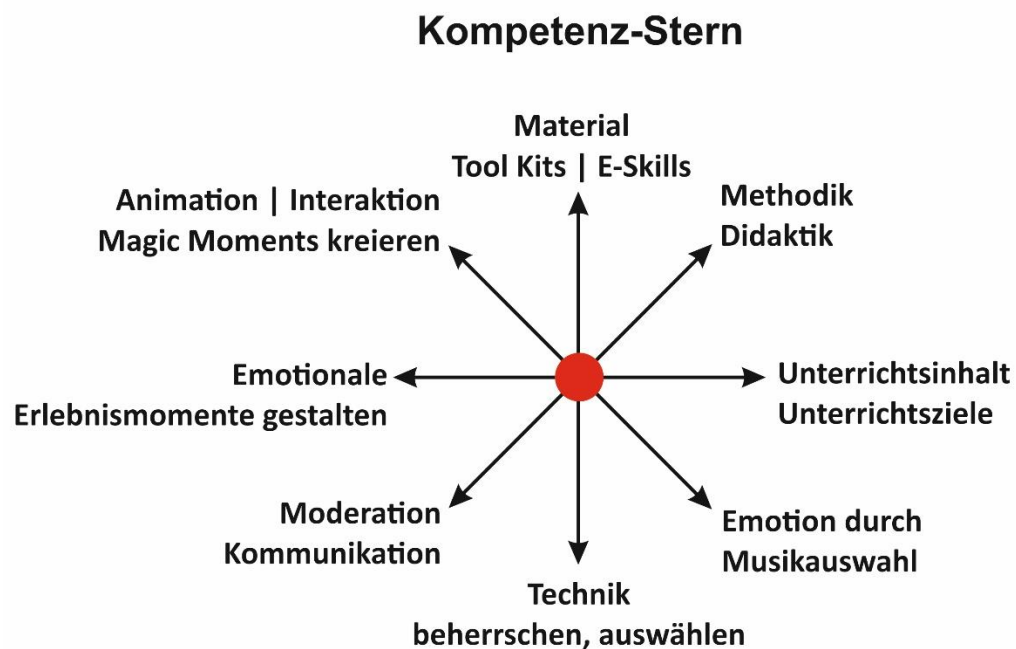 Kompetenz-Stern
Material
Tool Kits | E-Skills
Animation | Interaktion
Magic Moments kreieren
Methodik
Didaktik
Emotionale
Erlebnismomente gestalten
Unterrichtsinhalt
Unterrichtsziele
Moderation
Kommunikation
Emotion durch
Musikauswahl
Technik
beherrschen, auswählen